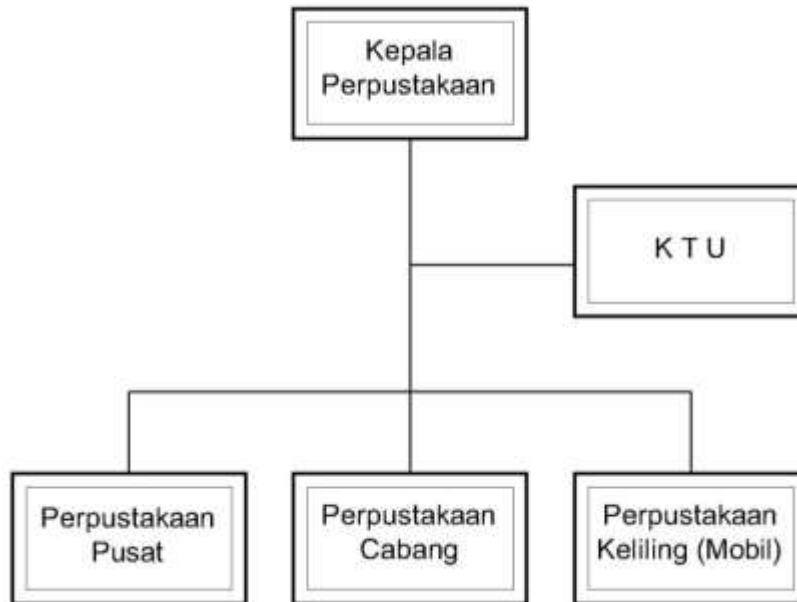 Kepala
Perpustakaan
K T U
Perpustakaan
Pusat
Perpustakaan
Cabang
Perpustakaan
Keliling (Mobil)